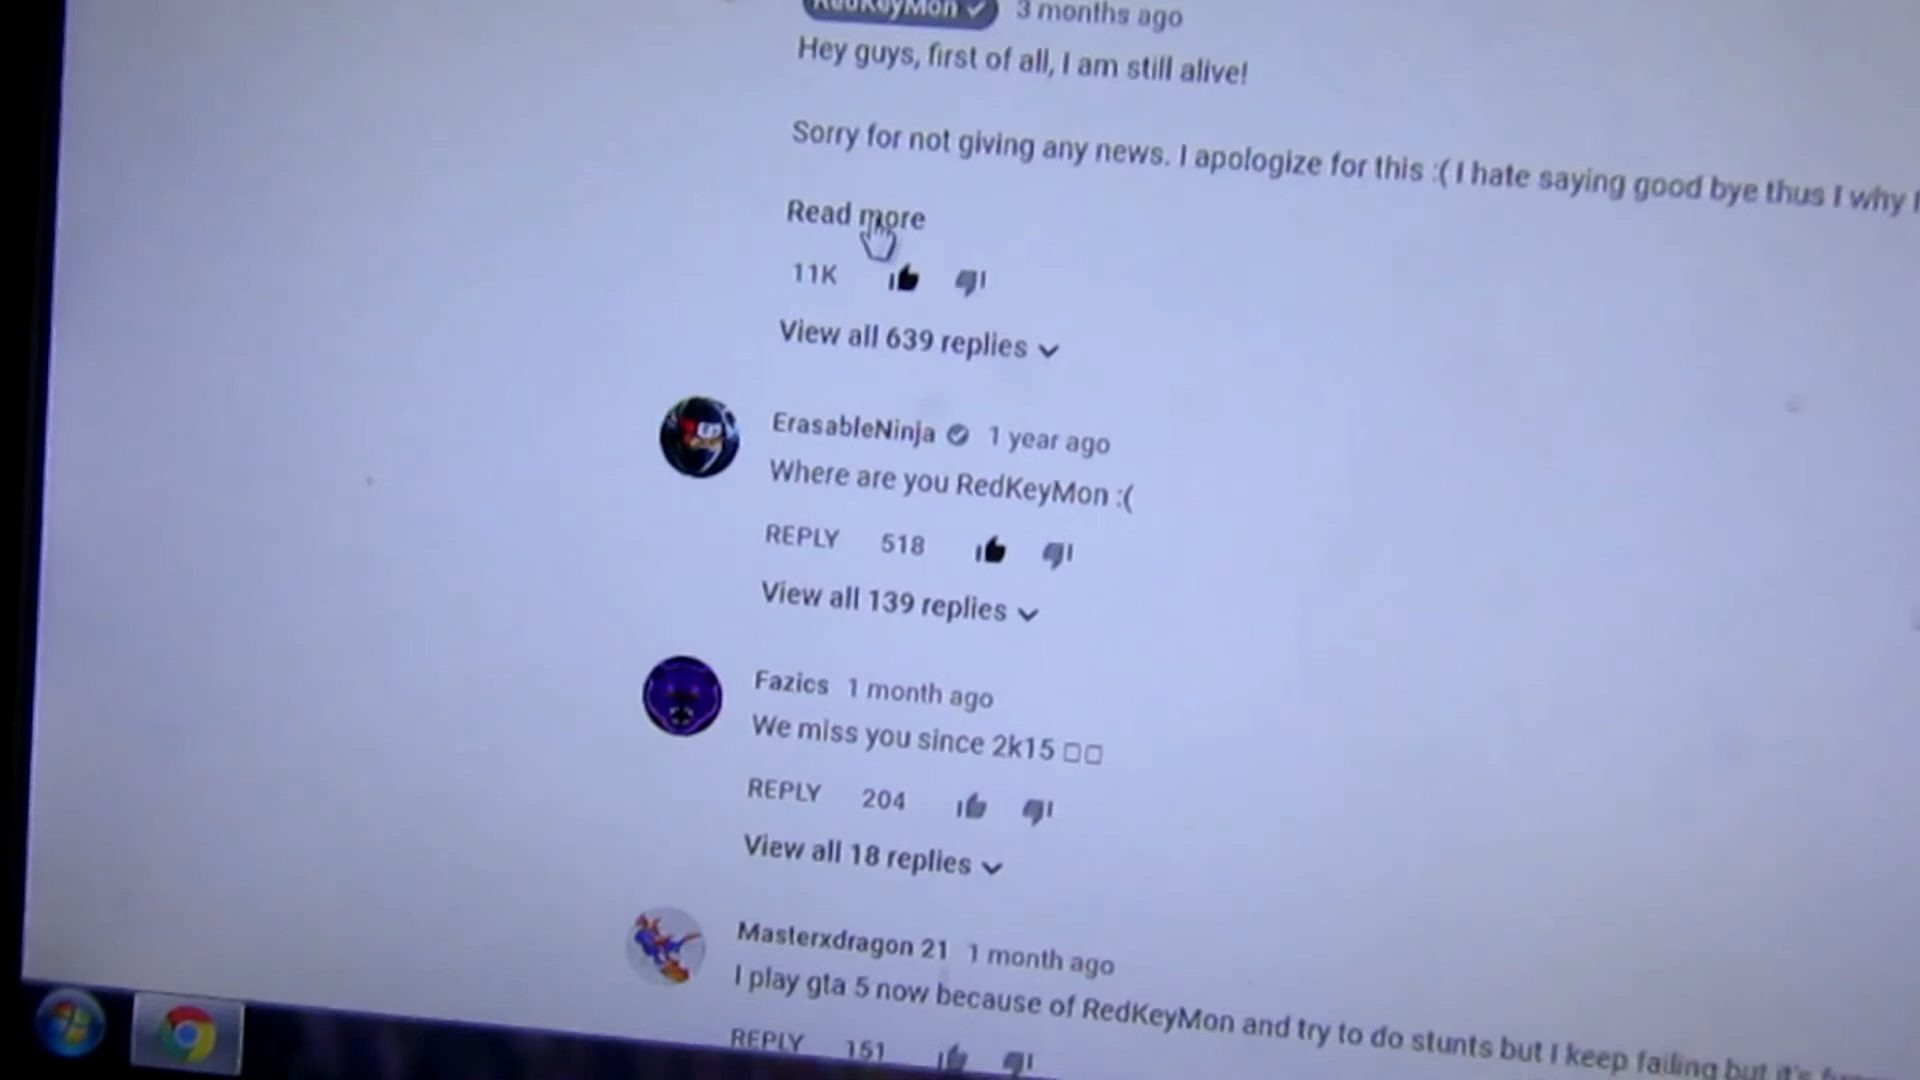 RedKeyMon 3 months ago
Hey guys, first of all, I am still alive!
Sorry for not giving any news. I apologize for this :( I hate saying good bye thus I why
Read more
11K
View all 639 replies
ErasableNinja 1 year ago
Where are you RedKeyMon :(
REPLY 518
View all 139 replies
Fazics 1 month ago
We miss you since 2k15 □□
REPLY 204
View all 18 replies
Masterxdragon 21 1 month ago
I play gta 5 now because of RedKeyMon and try to do stunts but I keep failing but it's
REPLY 151